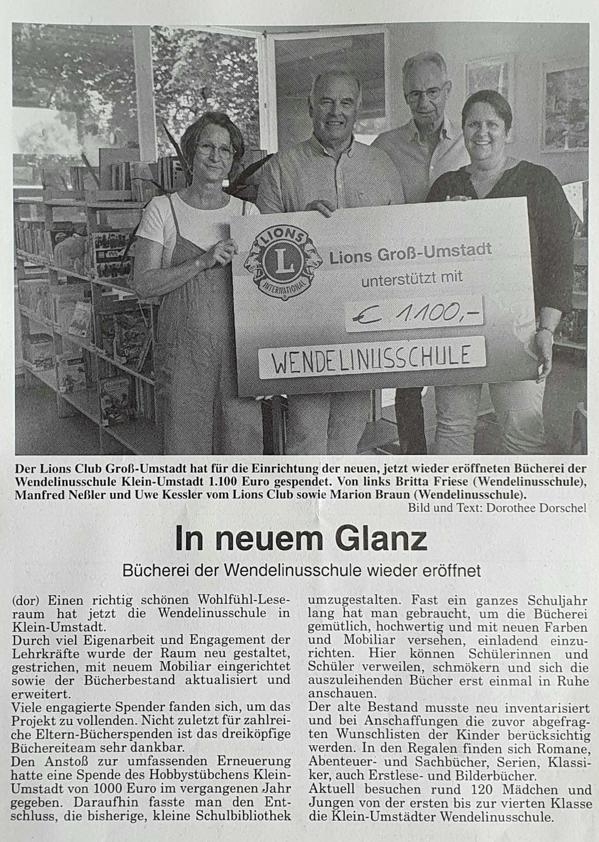 LIONS
L
INTERNATIONAL
Lions Groß-Umstadt
unterstützt mit
€ 1100,-
WENDELINUSSCHULE
Der Lions Club Groß-Umstadt hat für die Einrichtung der neuen, jetzt wieder eröffneten Bücherei der
Wendelinusschule Klein-Umstadt 1.100 Euro gespendet. Von links Britta Friese (Wendelinusschule),
Manfred Neßler und Uwe Kessler vom Lions Club sowie Marion Braun (Wendelinusschule).
Bild und Text: Dorothee Dorschel
In neuem Glanz
Bücherei der Wendelinusschule wieder eröffnet
(dor) Einen richtig schönen Wohlfühl-Lese-
raum hat jetzt die Wendelinusschule in
Klein-Umstadt.
Durch viel Eigenarbeit und Engagement der
Lehrkräfte wurde der Raum neu gestaltet,
gestrichen, mit neuem Mobiliar eingerichtet
sowie der Bücherbestand aktualisiert und
erweitert.
Viele engagierte Spender fanden sich, um das
Projekt zu vollenden. Nicht zuletzt für zahlrei-
che Eltern-Bücherspenden ist das dreiköpfige
Büchereiteam sehr dankbar.
Den Anstoß zur umfassenden Erneuerung
hatte eine Spende des Hobbystübchens Klein-
Umstadt von 1000 Euro im vergangenen Jahr
gegeben. Daraufhin fasste man den Ent-
schluss, die bisherige, kleine Schulbibliothek
umzugestalten. Fast ein ganzes Schuljahr
lang hat man gebraucht, um die Bücherei
gemütlich, hochwertig und mit neuen Farben
und Mobiliar versehen, einladend einzu-
richten. Hier können Schülerinnen und
Schüler verweilen, schmökern und sich die
auszuleihenden Bücher erst einmal in Ruhe
anschauen.
Der alte Bestand musste neu inventarisiert
und bei Anschaffungen die zuvor abgefrag-
ten Wunschlisten der Kinder berücksichtig
werden. In den Regalen finden sich Romane,
Abenteuer- und Sachbücher, Serien, Klassi-
ker, auch Erstlese- und Bilderbücher.
Aktuell besuchen rund 120 Mädchen und
Jungen von der ersten bis zur vierten Klasse
die Klein-Umstädter Wendelinusschule.